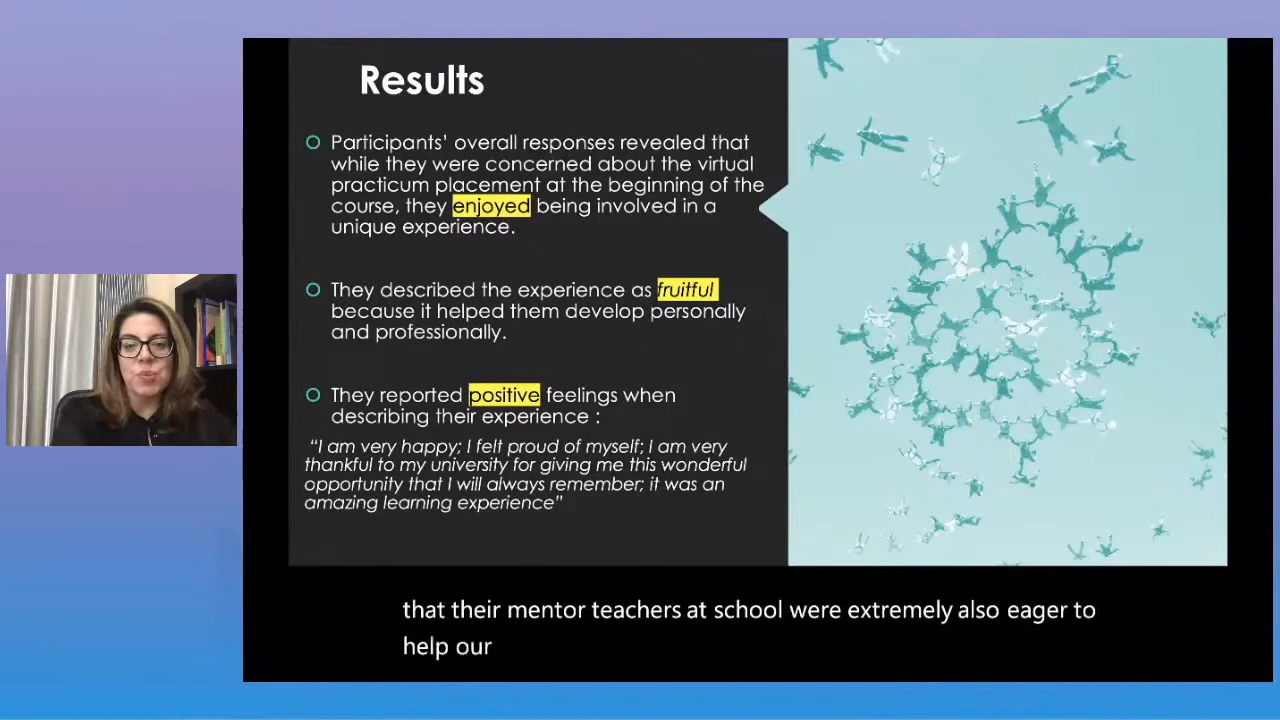 Results
Participants’ overall responses revealed that
while they were concerned about the virtual
practicum placement at the beginning of the
course, they enjoyed being involved in a
unique experience.
They described the experience as fruitful
because it helped them develop personally
and professionally.
They reported positive feelings when
describing their experience :
“I am very happy; I felt proud of myself; I am very
thankful to my university for giving me this wonderful
opportunity that I will always remember; it was an
amazing learning experience”
that their mentor teachers at school were extremely also eager to
help our